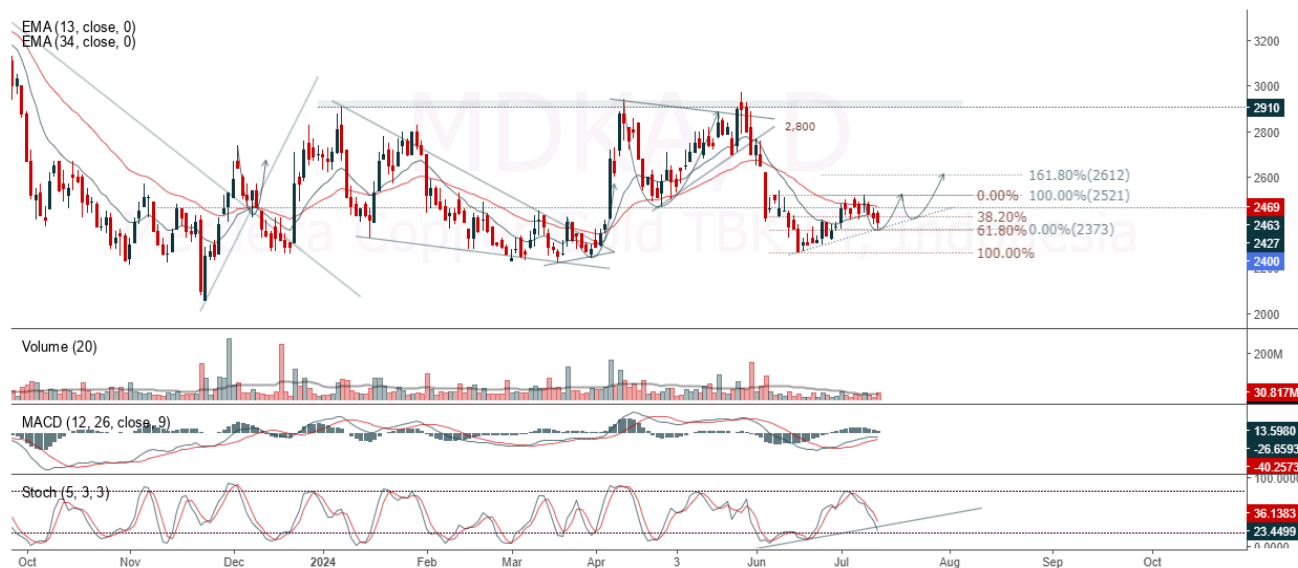 EMA (13, close, 0)
EMA (34, close, 0)
MDKA, D
3200
3000
2910
2800
2,800
2600
161.80%(2612)
0.00% 100.00%(2521)
2469
38.20%
2463
61.80% 0.00%(2373)
2427
100.00%
2400
2200
2000
Volume (20)
200M
30.817M
MACD (12, 26, close, 9)
13.5980
-26.6593
-40.2573
100.0000
Stoch (5, 3, 3)
36.1383
23.4499
0.0000
Oct Nov Dec 2024 Feb Mar Apr 3 Jun Jul Aug Sep Oct